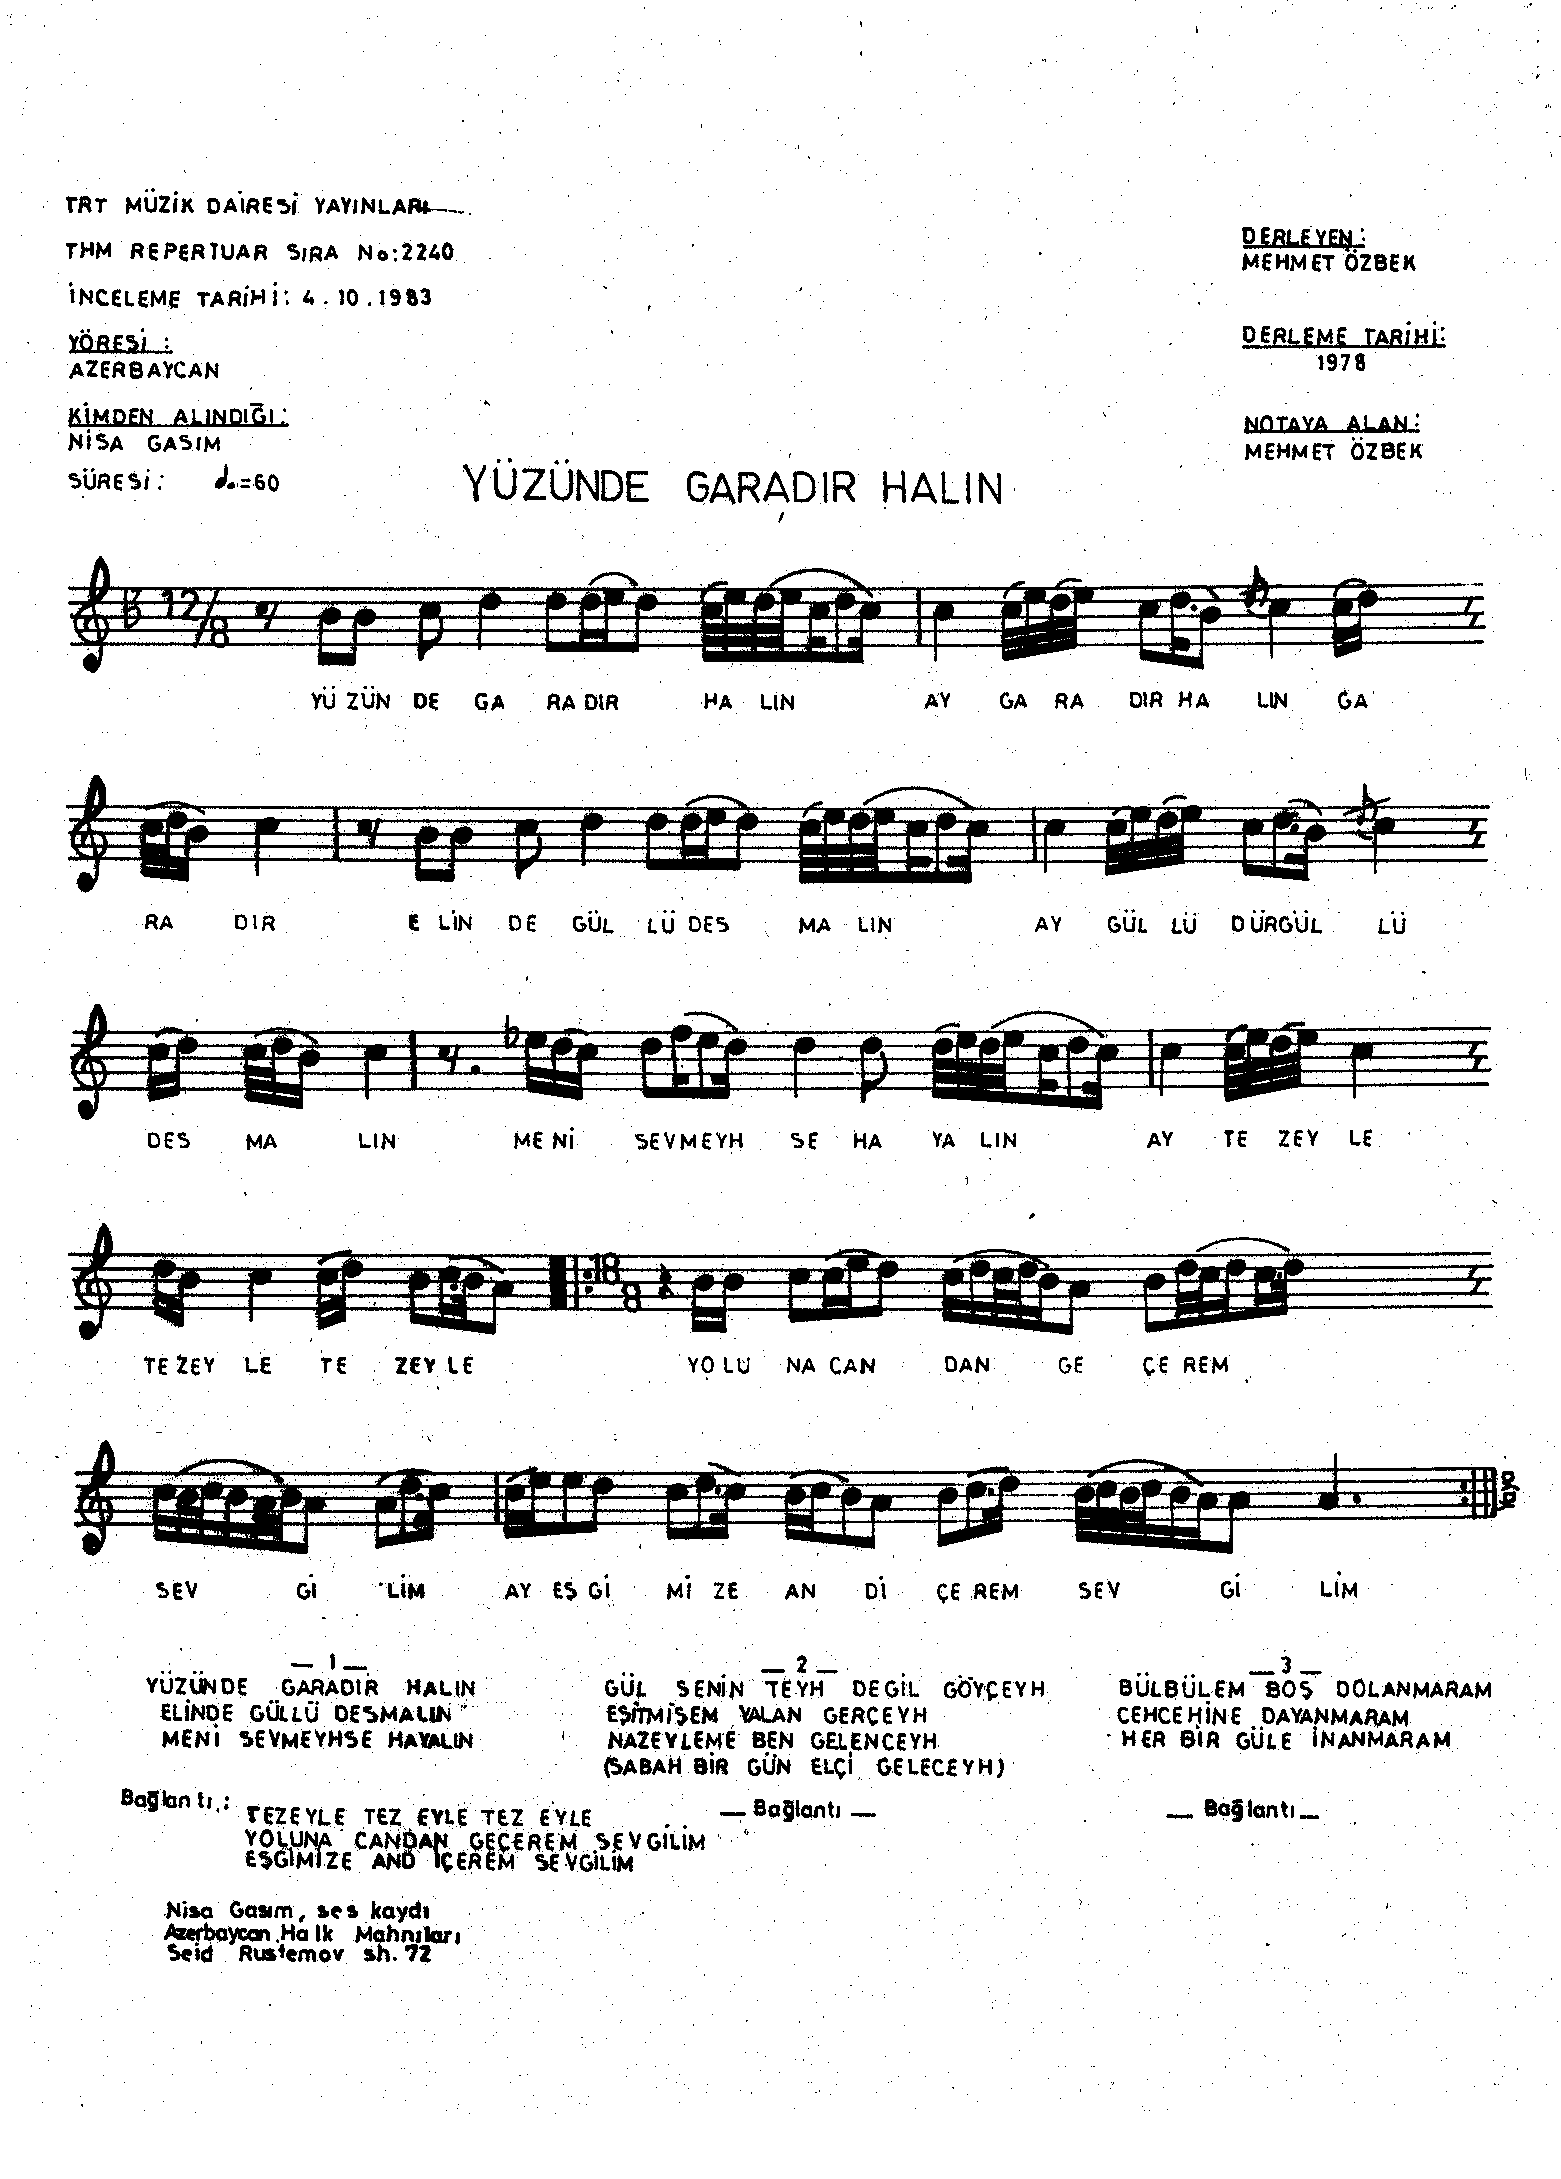 TRT MÜZİK DAİRESİ YAYINLARI
THM REPERTUAR SIRA No:2240
İNCELEME TARİHİ: 4.10.1983
YÖRESİ :
AZERBAYCAN
KİMDEN ALINDIĞI:
NİSA GASIM
SÜRESİ: =60
DERLEYEN:
MEHMET ÖZBEK
DERLEME TARİHİ:
1978
NOTAYA ALAN:
MEHMET ÖZBEK
YÜZÜNDE GARADIR HALIN
12/8
YÜ ZÜN DE GA RA DIR HA LIN AY GA RA DIR HA LIN GA
RA DIR E LİN DE GÜL LÜ DES MA LIN AY GÜL LÜ DÜR GÜL LÜ
DES MA LIN ME Nİ SEV MEYH SE HA YA LIN AY TE ZEY LE
18/8
TE ZEY LE TE ZEY LE YO LU NA CAN DAN GE ÇE REM
SEV Gİ LİM AY EŞ Gİ Mİ ZE AN Dİ ÇE REM SEV Gİ LİM
— 1 —
YÜZÜNDE GARADIR HALIN
ELİNDE GÜLLÜ DESMALIN
MENİ SEVMEYHSE HAYALIN
Bağlantı :
TEZEYLE TEZ EYLE TEZ EYLE
YOLUNA CANDAN GEÇEREM SEVGİLİM
EŞGİMİZE AND İÇEREM SEVGİLİM
— 2 —
GÜL SENİN TEYH DEGİL GÖYÇEYH
EŞİTMİŞEM YALAN GERÇEYH
NAZEYLEME BEN GELENCEYH
(SABAH BİR GÜN ELÇİ GELECEYH)
— Bağlantı —
— 3 —
BÜLBÜLEM BOŞ DOLANMARAM
CEHCEHİNE DAYANMARAM
HER BİR GÜLE İNANMARAM
— Bağlantı —
Nisa Gasım, ses kaydı
Azerbaycan Halk Mahnıları
Seid Rustemov sh. 72